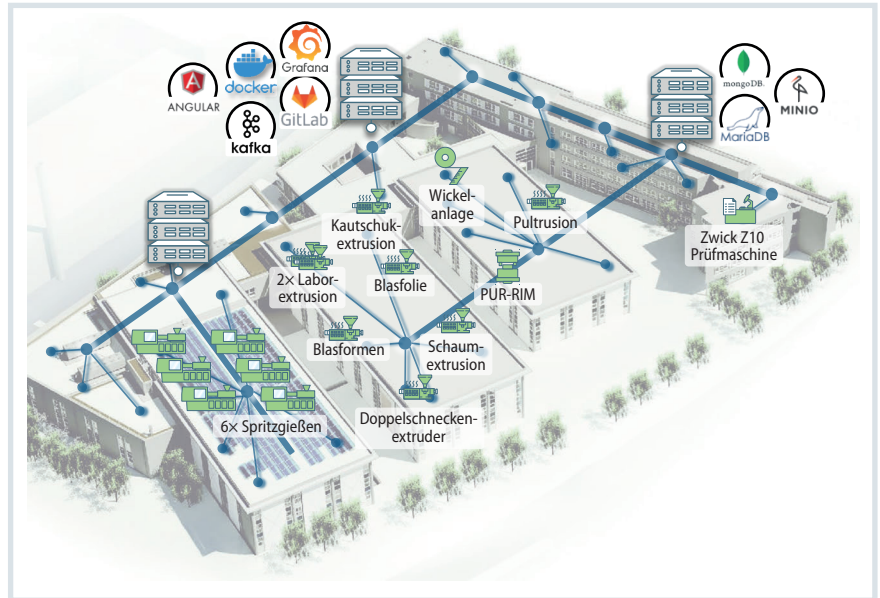 Grafana
docker
ANGULAR
GitLab
kafka
mongoDB.
MINIO
MariaDB
Wickel-
anlage
Kautschuk-
extrusion
Pultrusion
Zwick Z10
Prüfmaschine
2× Labor-
extrusion
Blasfolie
PUR-RIM
Blasformen
Schaum-
extrusion
6× Spritzgießen
Doppelschnecken-
extruder